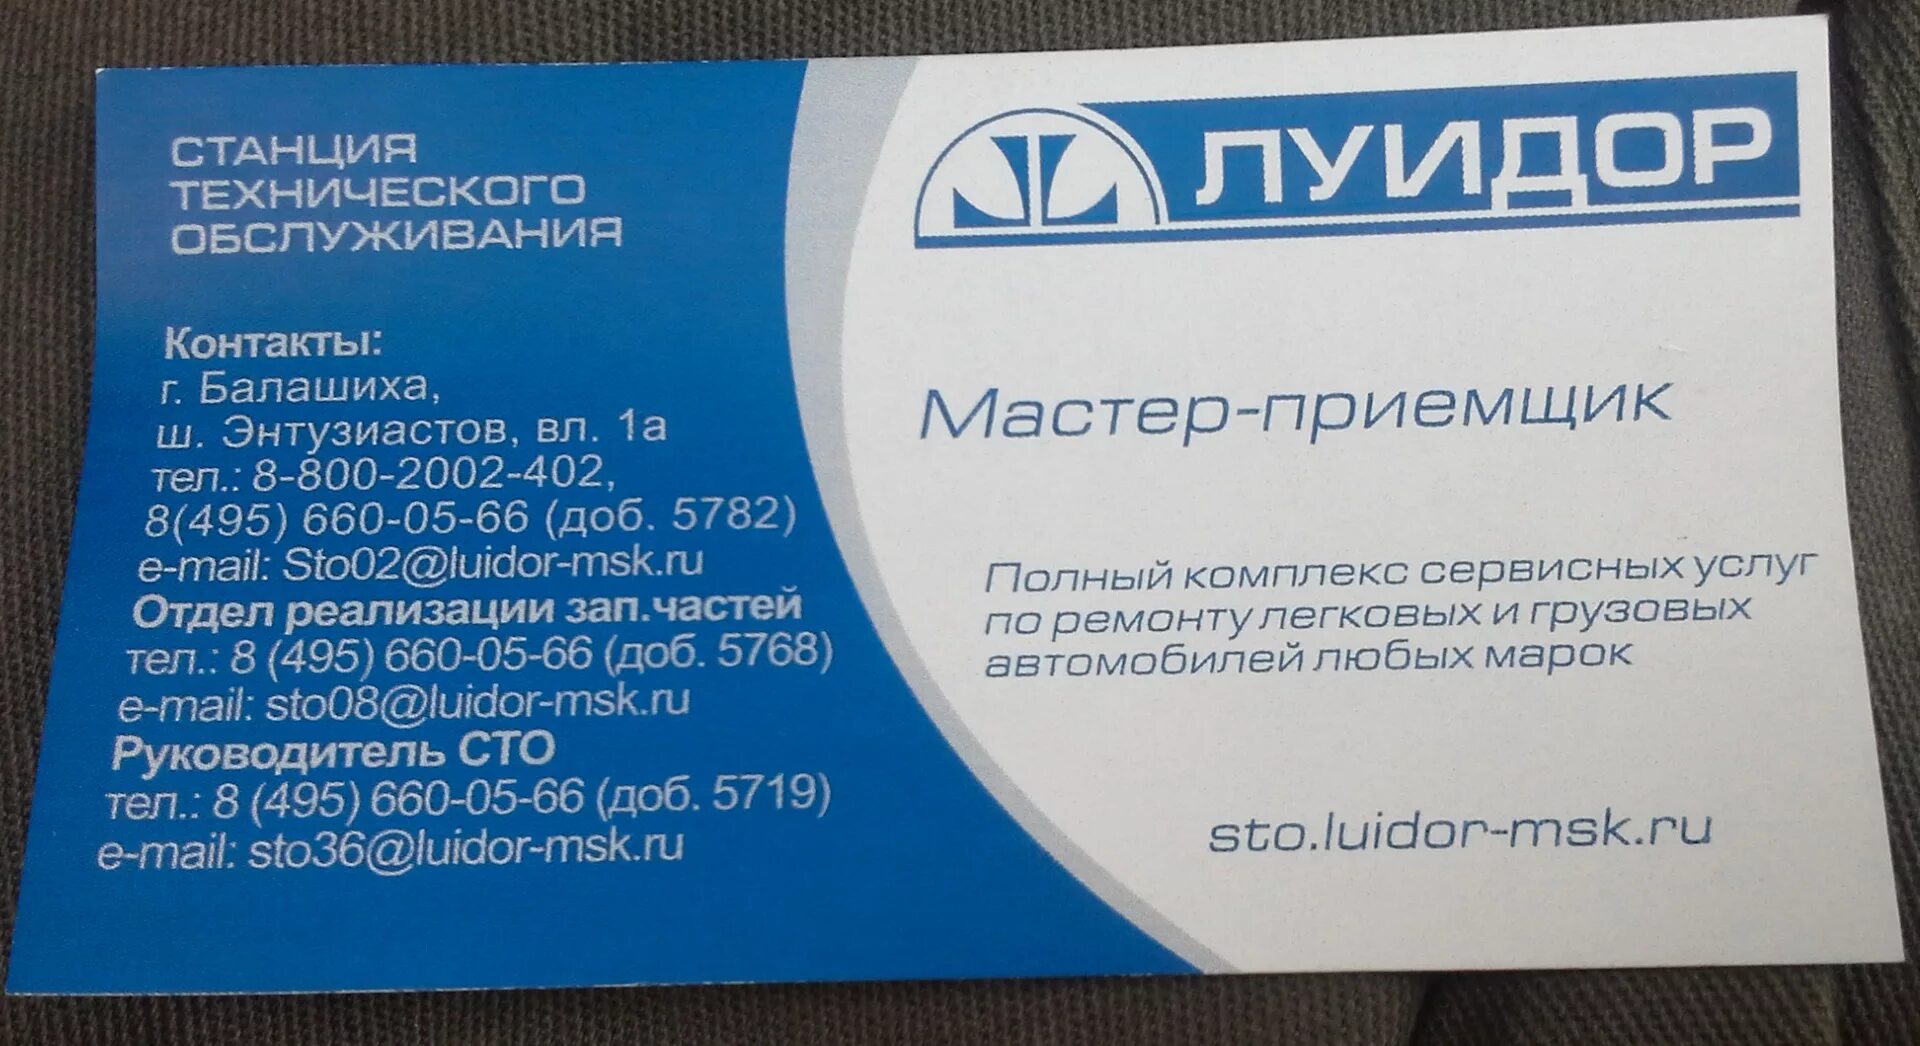 СТАНЦИЯ
ТЕХНИЧЕСКОГО
ОБСЛУЖИВАНИЯ
Контакты:
г. Балашиха,
ш. Энтузиастов, вл. 1а
тел.: 8-800-2002-402,
8(495) 660-05-66 (доб. 5782)
e-mail: Sto02@luidor-msk.ru
Отдел реализации зап.частей
тел.: 8 (495) 660-05-66 (доб. 5768)
e-mail: sto08@luidor-msk.ru
Руководитель СТО
тел.: 8 (495) 660-05-66 (доб. 5719)
e-mail: sto36@luidor-msk.ru
ЛУИДОР
Мастер-приемщик
Полный комплекс сервисных услуг
по ремонту легковых и грузовых
автомобилей любых марок
sto.luidor-msk.ru